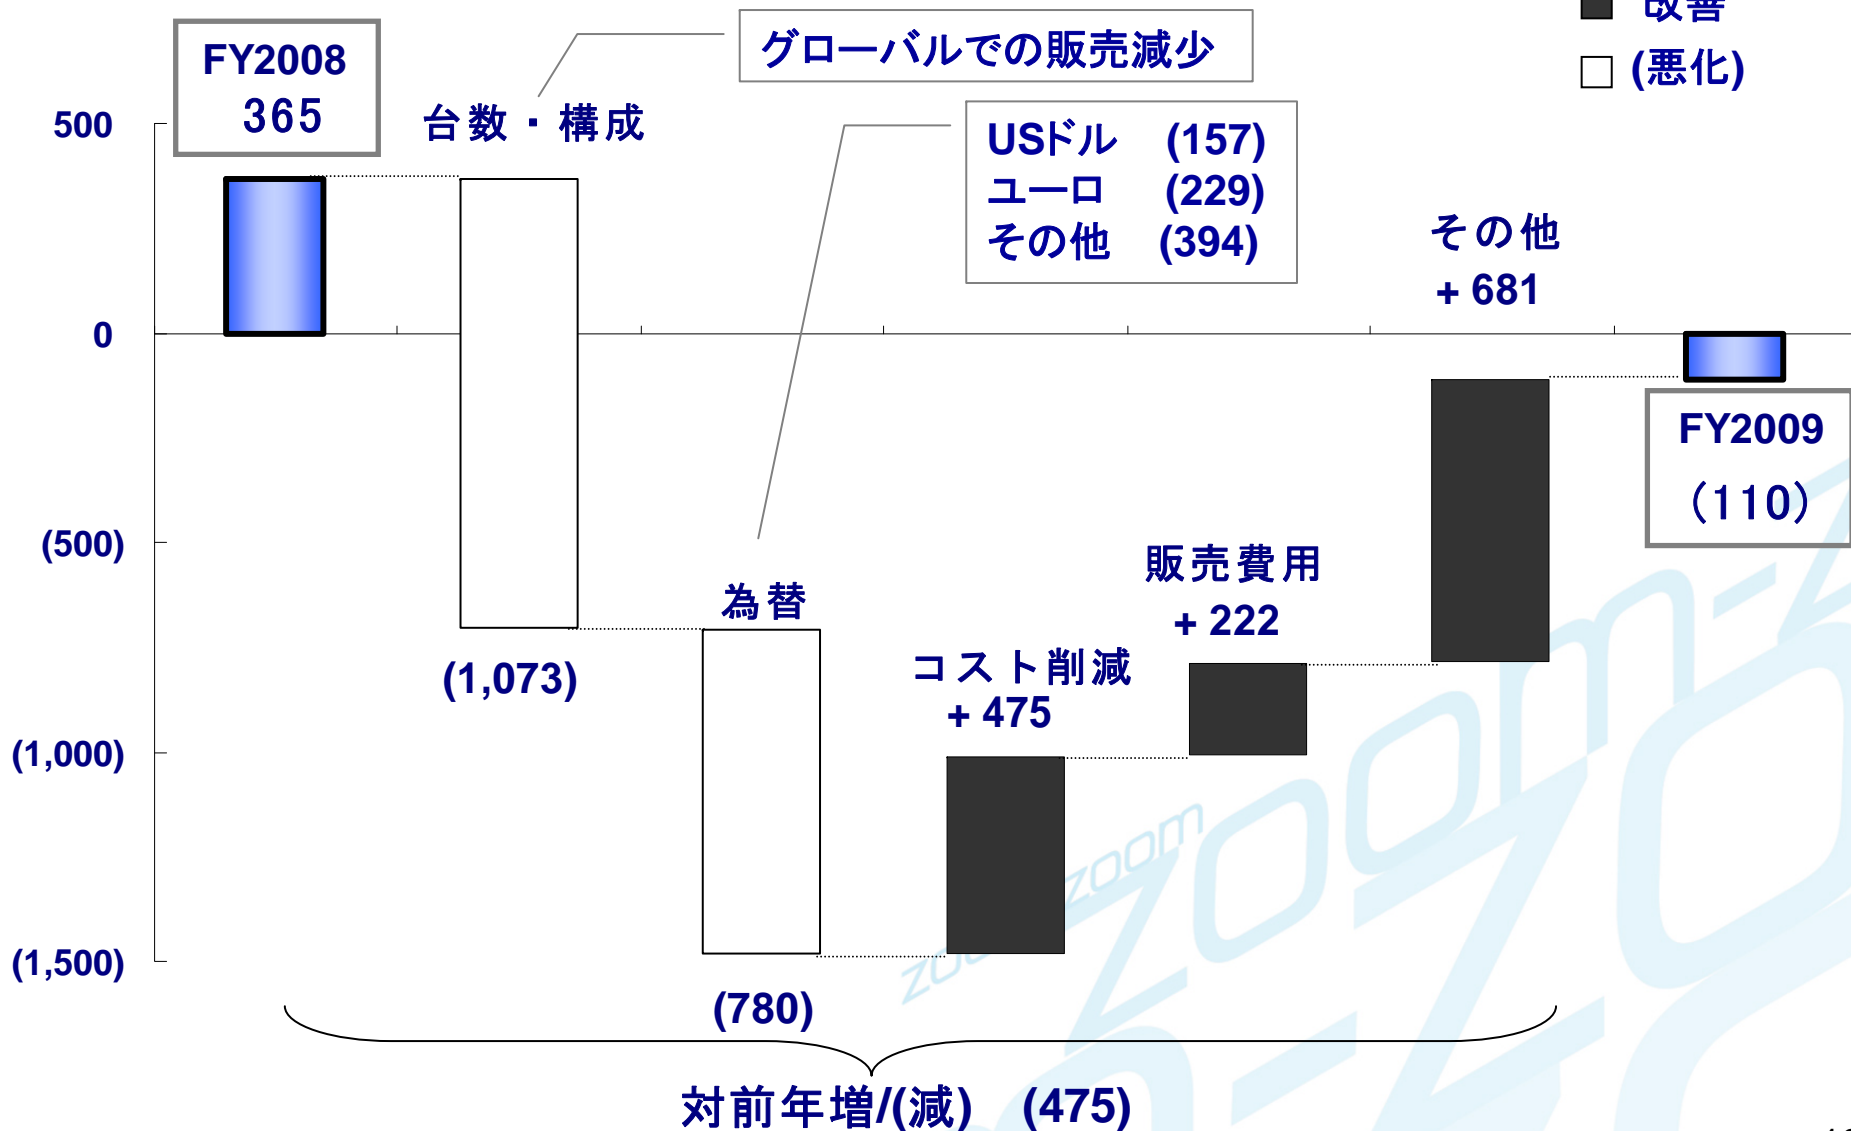 改善
(悪化)
FY2008
365
グローバルでの販売減少
台数・構成
USドル (157)
ユーロ (229)
その他 (394)
500
0
(500)
(1,000)
(1,500)
その他
+ 681
FY2009
(110)
販売費用
+ 222
為替
コスト削減
+ 475
(1,073)
(780)
対前年増/(減) (475)
zoom-zoom
zoom-z